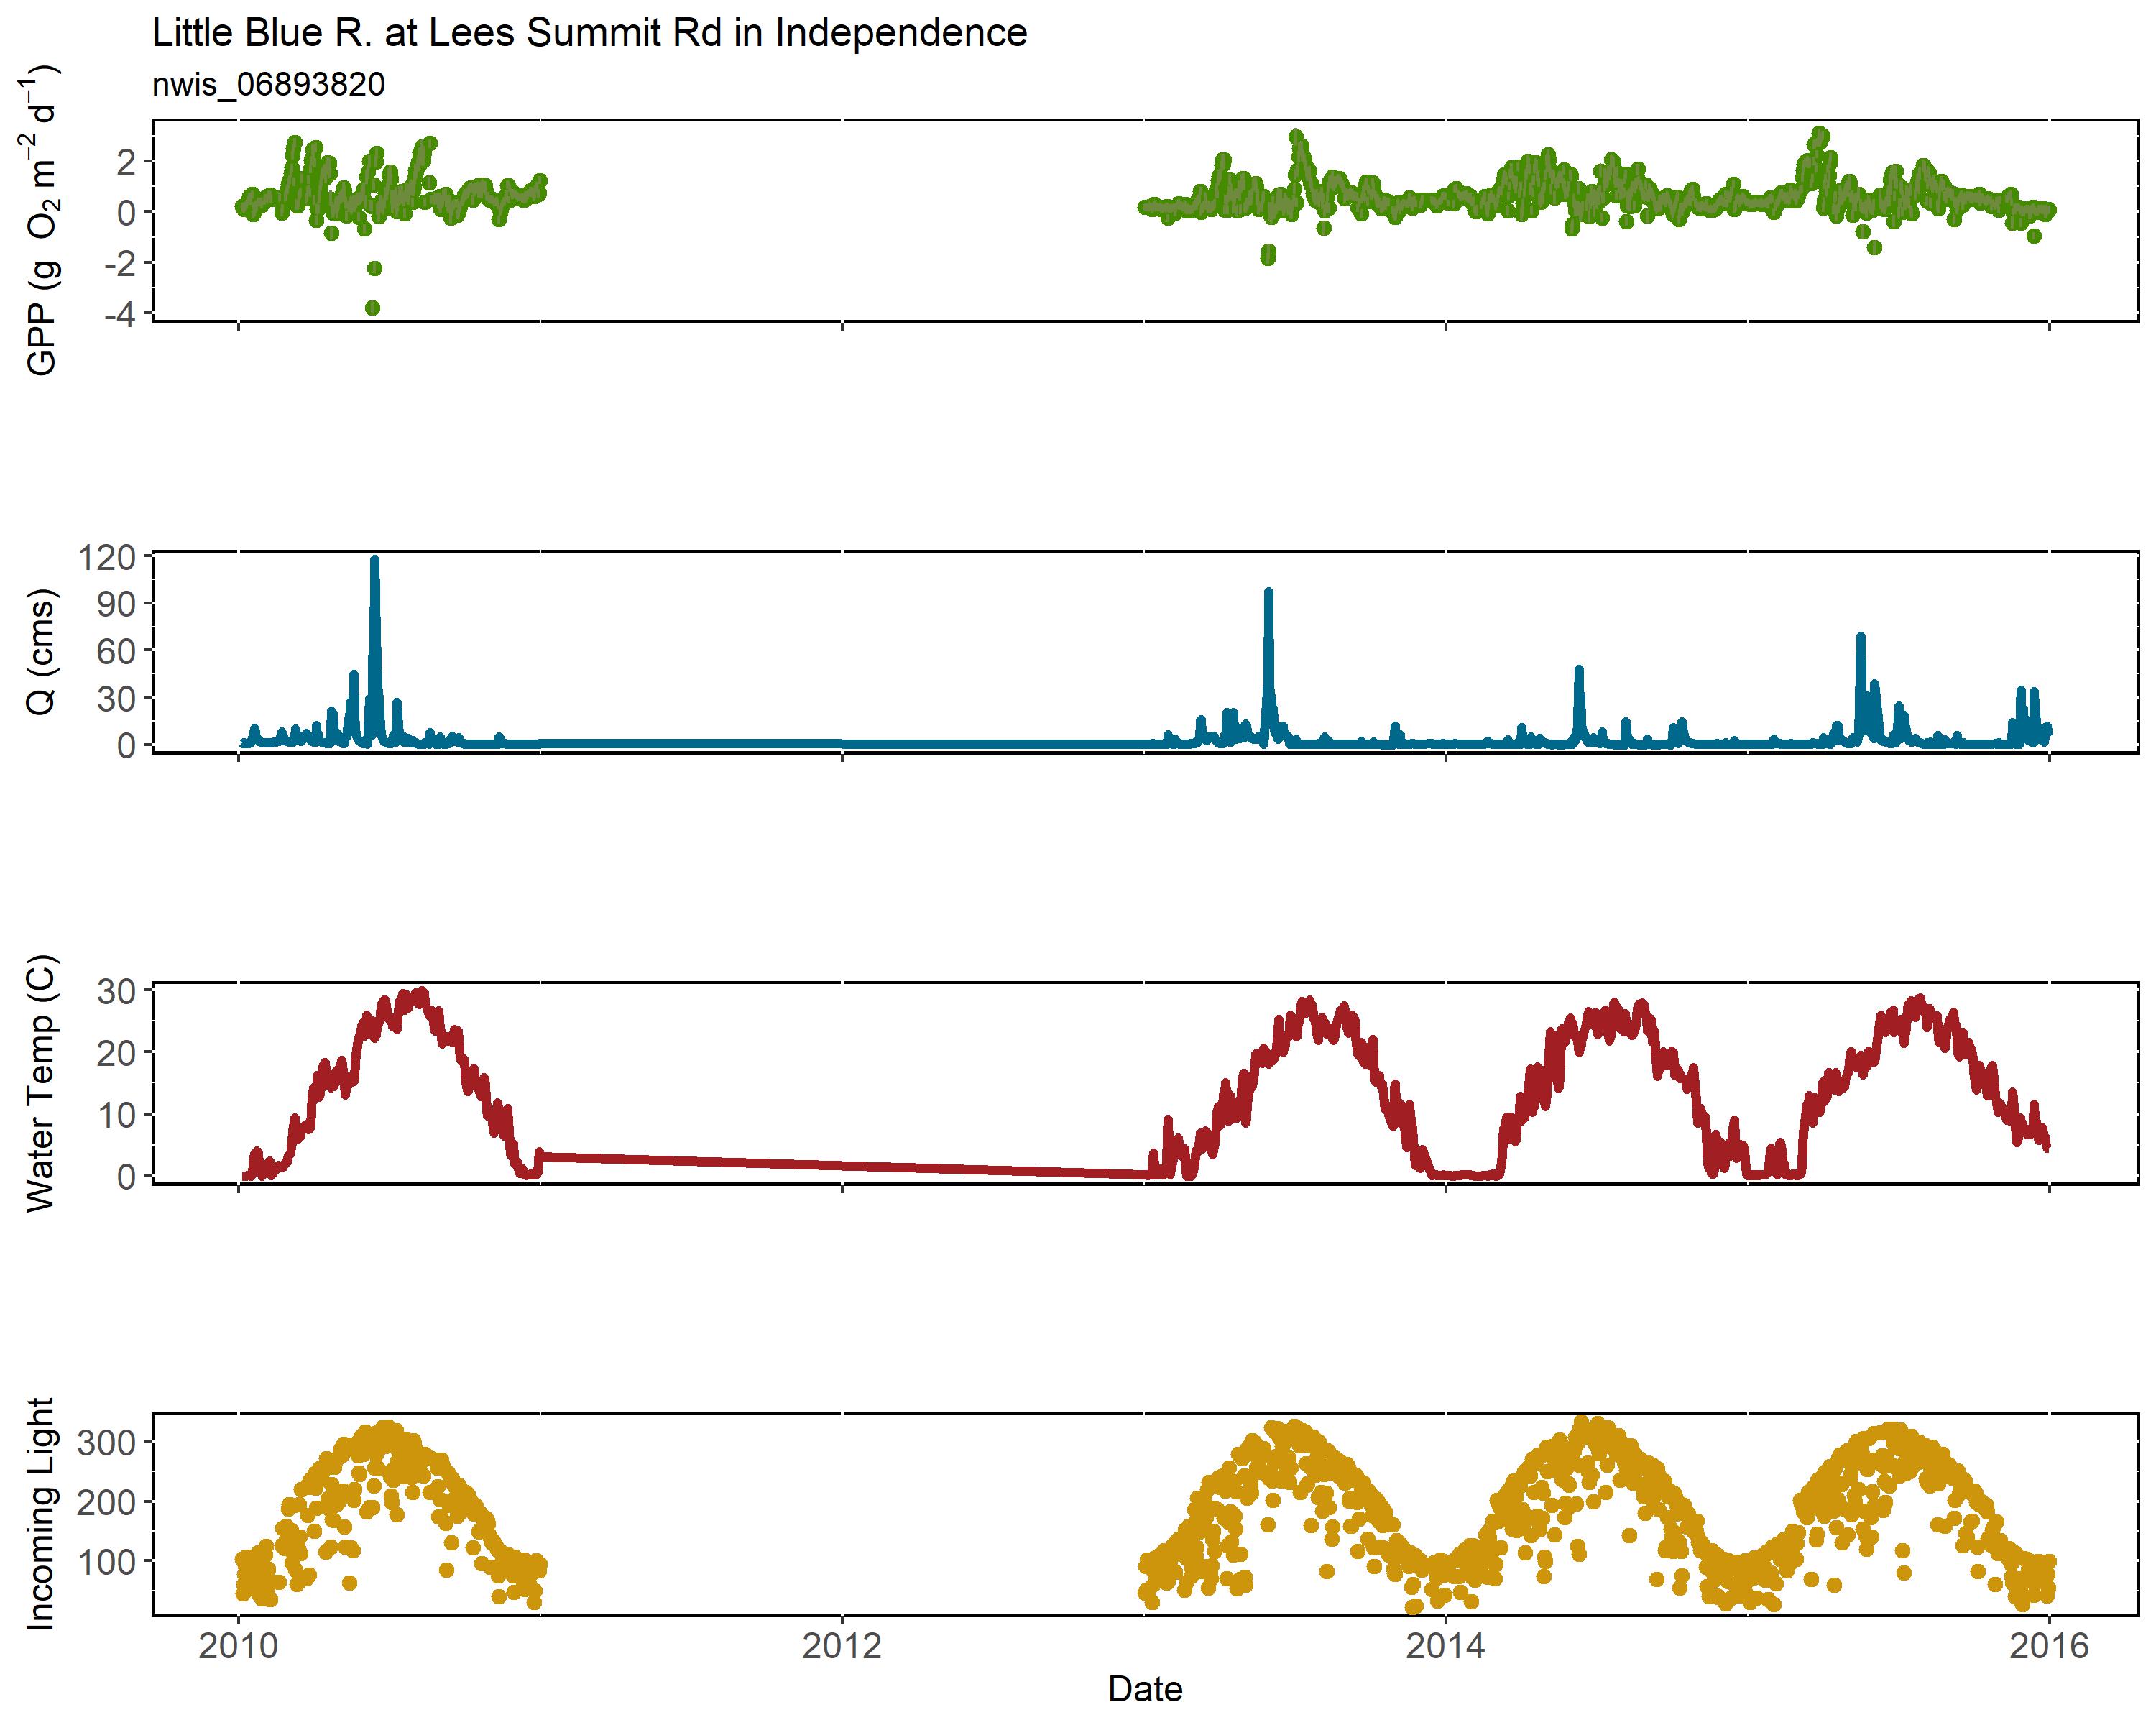 Little Blue R. at Lees Summit Rd in Independence
nwis_06893820
GPP (g O₂ m⁻² d⁻¹)
2
0
-2
-4
Q (cms)
120
90
60
30
0
Water Temp (C)
30
20
10
0
Incoming Light
300
200
100
2010 2012 2014 2016
Date